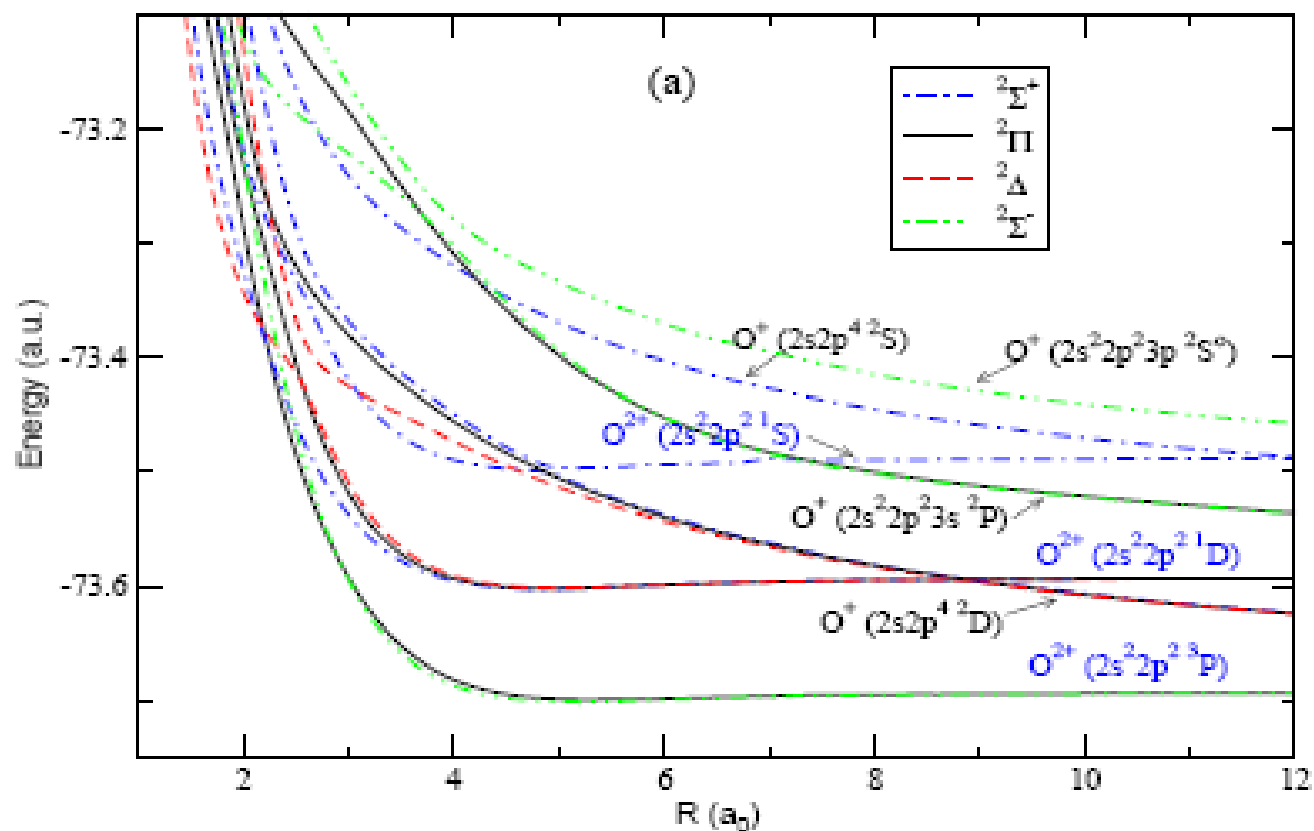 (a)
²Σ⁺
²Π
²Δ
²Σ⁻
-73.2
-73.4
-73.6
Energy (a.u.)
O⁺ (2s2p⁴ ²S)
O⁺ (2s²2p²3p ²S°)
O²⁺ (2s²2p² ¹S)
O⁺ (2s²2p²3s ²P)
O²⁺ (2s²2p² ¹D)
O⁺ (2s2p⁴ ²D)
O²⁺ (2s²2p² ³P)
2 4 6 8 10 12
R (a₀)